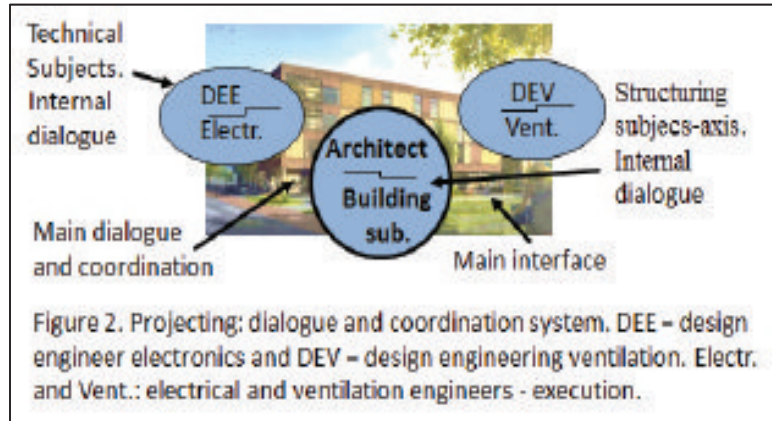 Technical
Subjects.
Internal
dialogue
DEE
Electr.
DEV
Vent.
Structuring
subjecs-axis.
Internal
dialogue
Architect
Building
sub.
Main dialogue
and coordination
Main interface
Figure 2. Projecting: dialogue and coordination system. DEE – design
engineer electronics and DEV – design engineering ventilation. Electr.
and Vent.: electrical and ventilation engineers - execution.